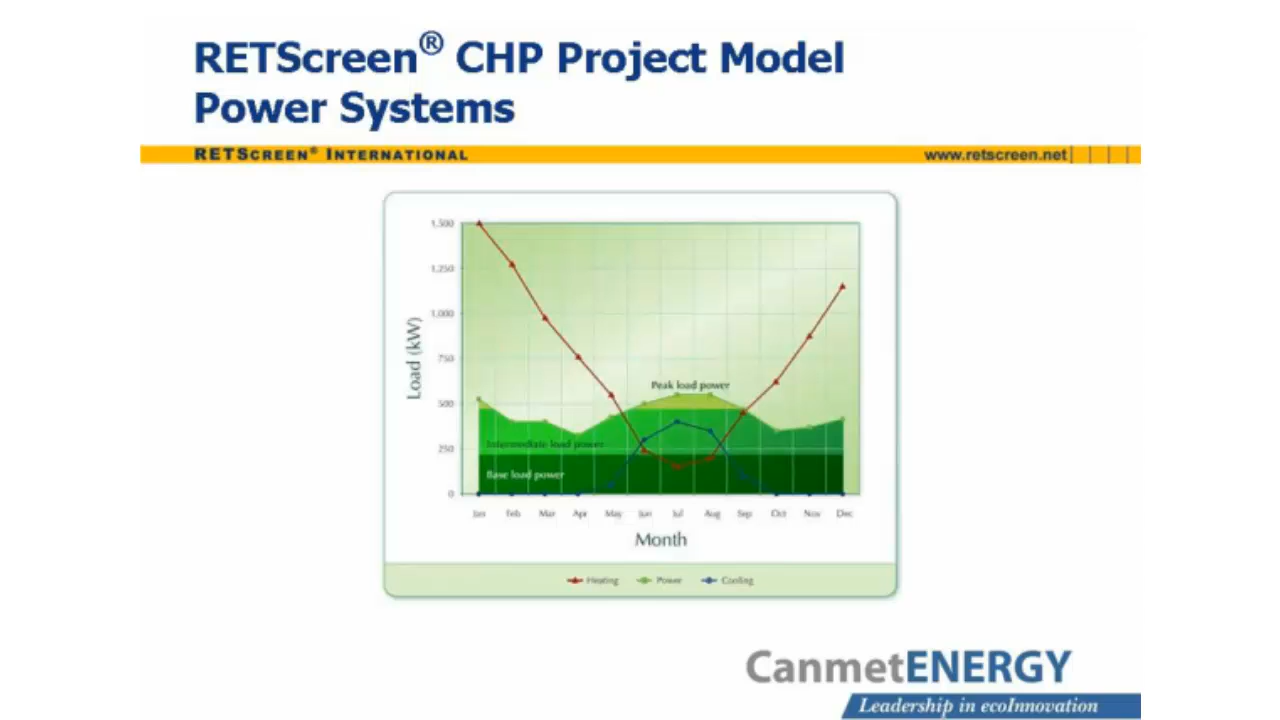 RETScreen® CHP Project Model
Power Systems
RETSCREEN® INTERNATIONAL
www.retscreen.net
1,500
1,250
1,000
750
500
250
0
Load (kW)
Peak load power
Intermediate load power
Base load power
Jan Feb Mar Apr May Jun Jul Aug Sep Oct Nov Dec
Month
Heating Power Cooling
CanmetENERGY
Leadership in ecoInnovation